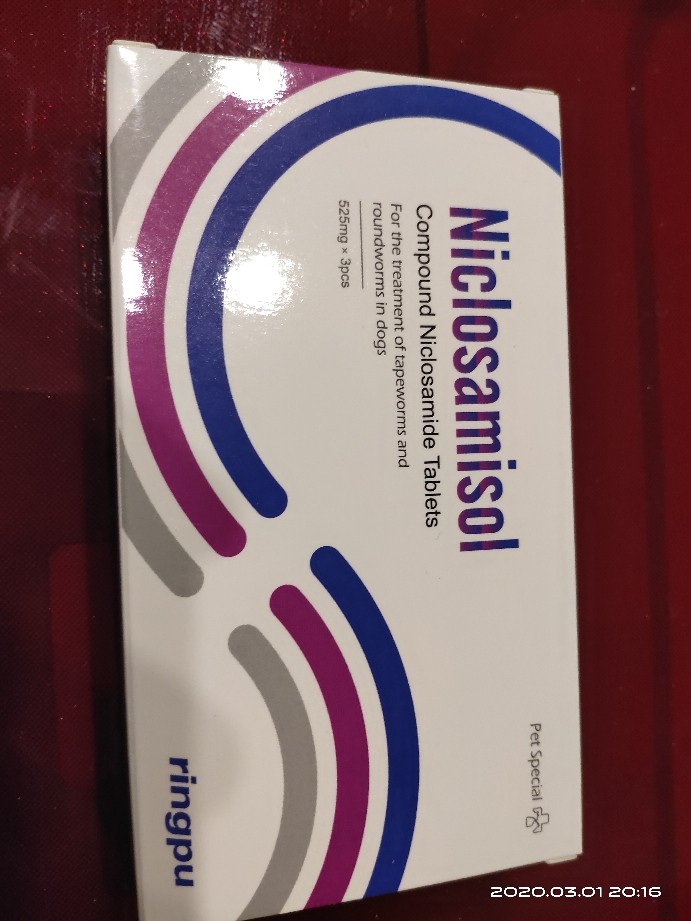 Niclosamisol
Compound Niclosamide Tablets
For the treatment of tapeworms and
roundworms in dogs
525mg × 3pcs
Pet Special
ringpu
2020.03.01 20:16